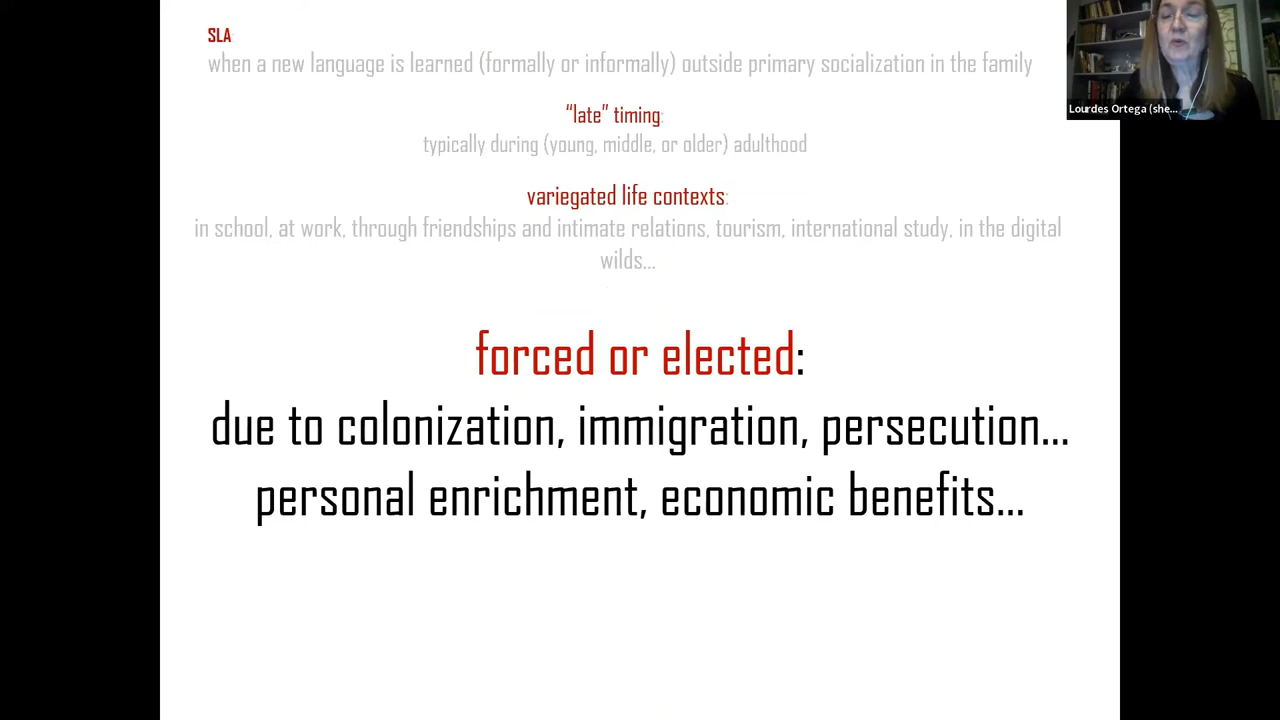 SLA
when a new language is learned (formally or informally) outside primary socialization in the family
“late” timing:
typically during (young, middle, or older) adulthood
variegated life contexts:
in school, at work, through friendships and intimate relations, tourism, international study, in the digital
wilds...
forced or elected:
due to colonization, immigration, persecution...
personal enrichment, economic benefits...
Lourdes Ortega (she...